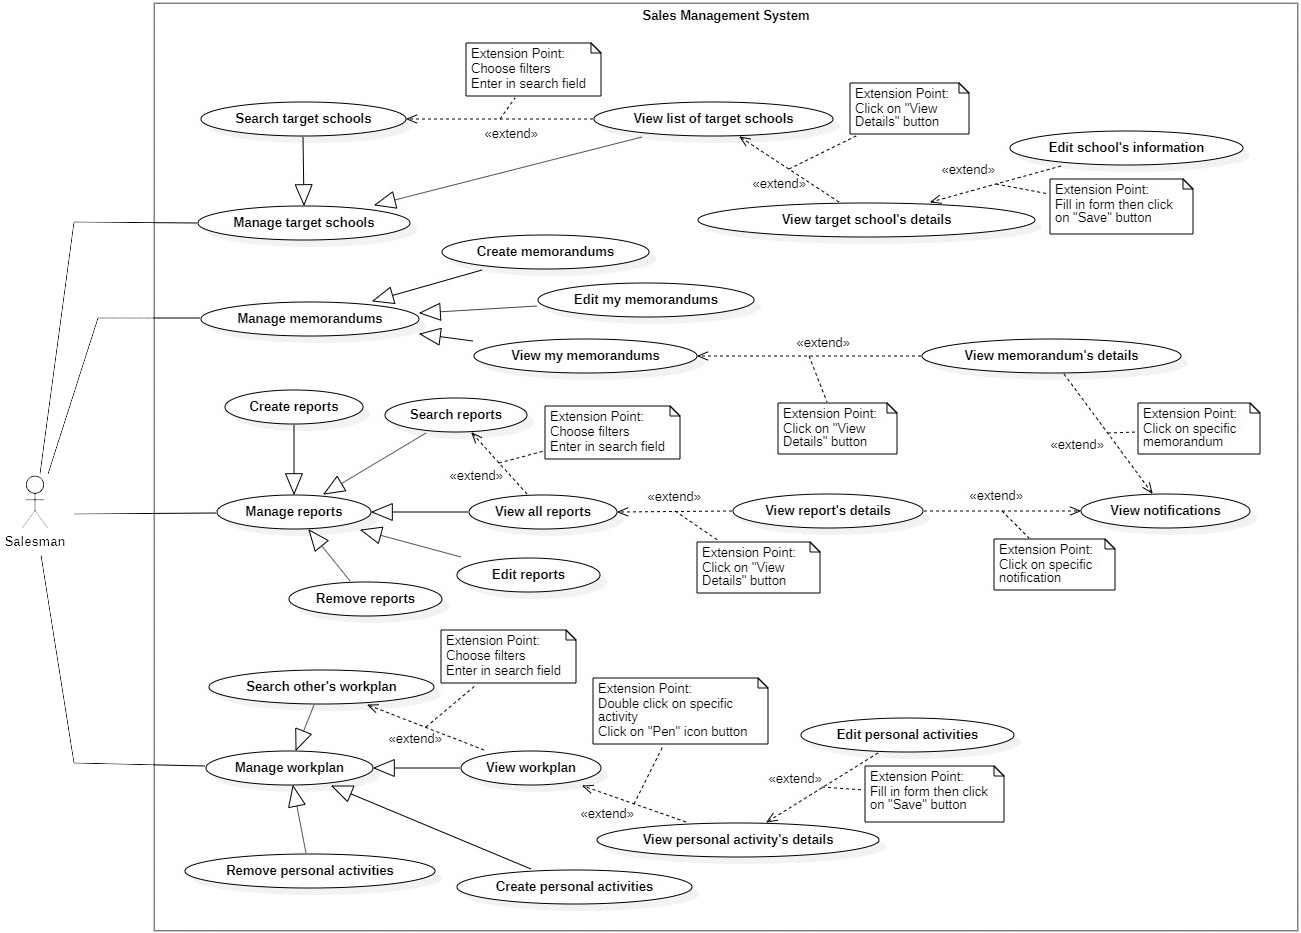 Sales Management System
Extension Point:
Choose filters
Enter in search field
Search target schools
«extend»
View list of target schools
Extension Point:
Click on "View
Details" button
Edit school's information
«extend»
«extend»
Extension Point:
Fill in form then click
on "Save" button
Manage target schools
View target school's details
Create memorandums
Edit my memorandums
Manage memorandums
View my memorandums
«extend»
View memorandum's details
Extension Point:
Click on "View
Details" button
Extension Point:
Click on specific
memorandum
«extend»
Create reports
Search reports
Extension Point:
Choose filters
Enter in search field
«extend»
Manage reports
View all reports
«extend»
View report's details
«extend»
View notifications
Extension Point:
Click on "View
Details" button
Extension Point:
Click on specific
notification
Salesman
Edit reports
Remove reports
Extension Point:
Choose filters
Enter in search field
Search other's workplan
Extension Point:
Double click on specific
activity
Click on "Pen" icon button
«extend»
Edit personal activities
Manage workplan
View workplan
«extend»
Extension Point:
Fill in form then click
on "Save" button
«extend»
View personal activity's details
Remove personal activities
Create personal activities